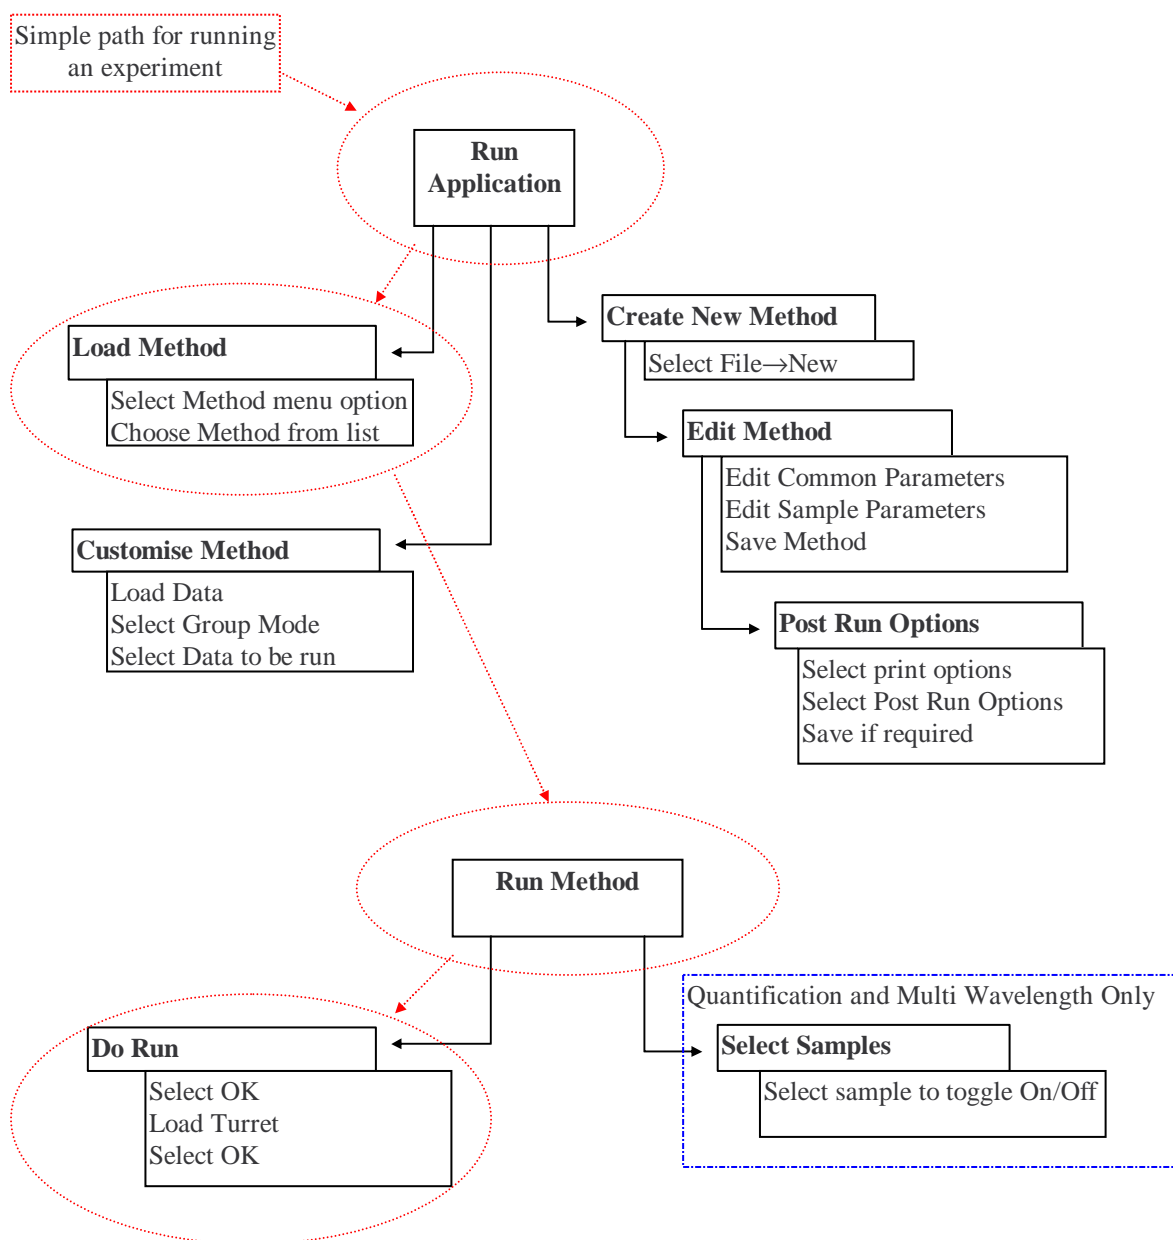 Simple path for running
an experiment
Run
Application
Load Method
Select Method menu option
Choose Method from list
Customise Method
Load Data
Select Group Mode
Select Data to be run
Create New Method
Select File→New
Edit Method
Edit Common Parameters
Edit Sample Parameters
Save Method
Post Run Options
Select print options
Select Post Run Options
Save if required
Run Method
Do Run
Select OK
Load Turret
Select OK
Quantification and Multi Wavelength Only
Select Samples
Select sample to toggle On/Off